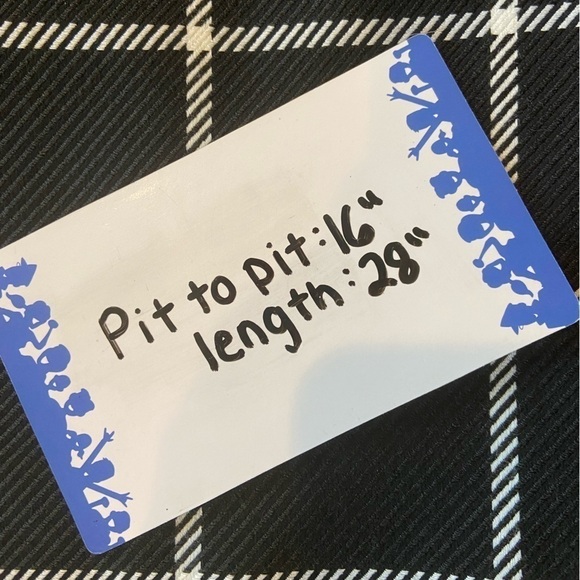 Pit to pit: 16"
length: 28"